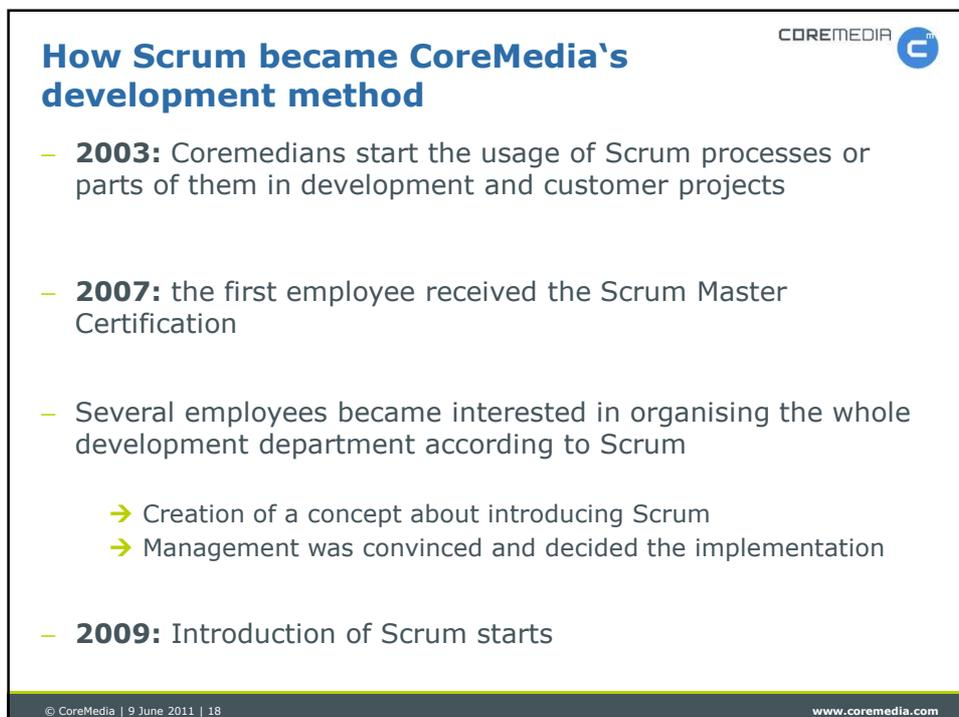 COREMEDIA
Cm
How Scrum became CoreMedia‘s
development method
– 2003: Coremedians start the usage of Scrum processes or
parts of them in development and customer projects
– 2007: the first employee received the Scrum Master
Certification
– Several employees became interested in organising the whole
development department according to Scrum
➔ Creation of a concept about introducing Scrum
➔ Management was convinced and decided the implementation
– 2009: Introduction of Scrum starts
© CoreMedia | 9 June 2011 | 18
www.coremedia.com